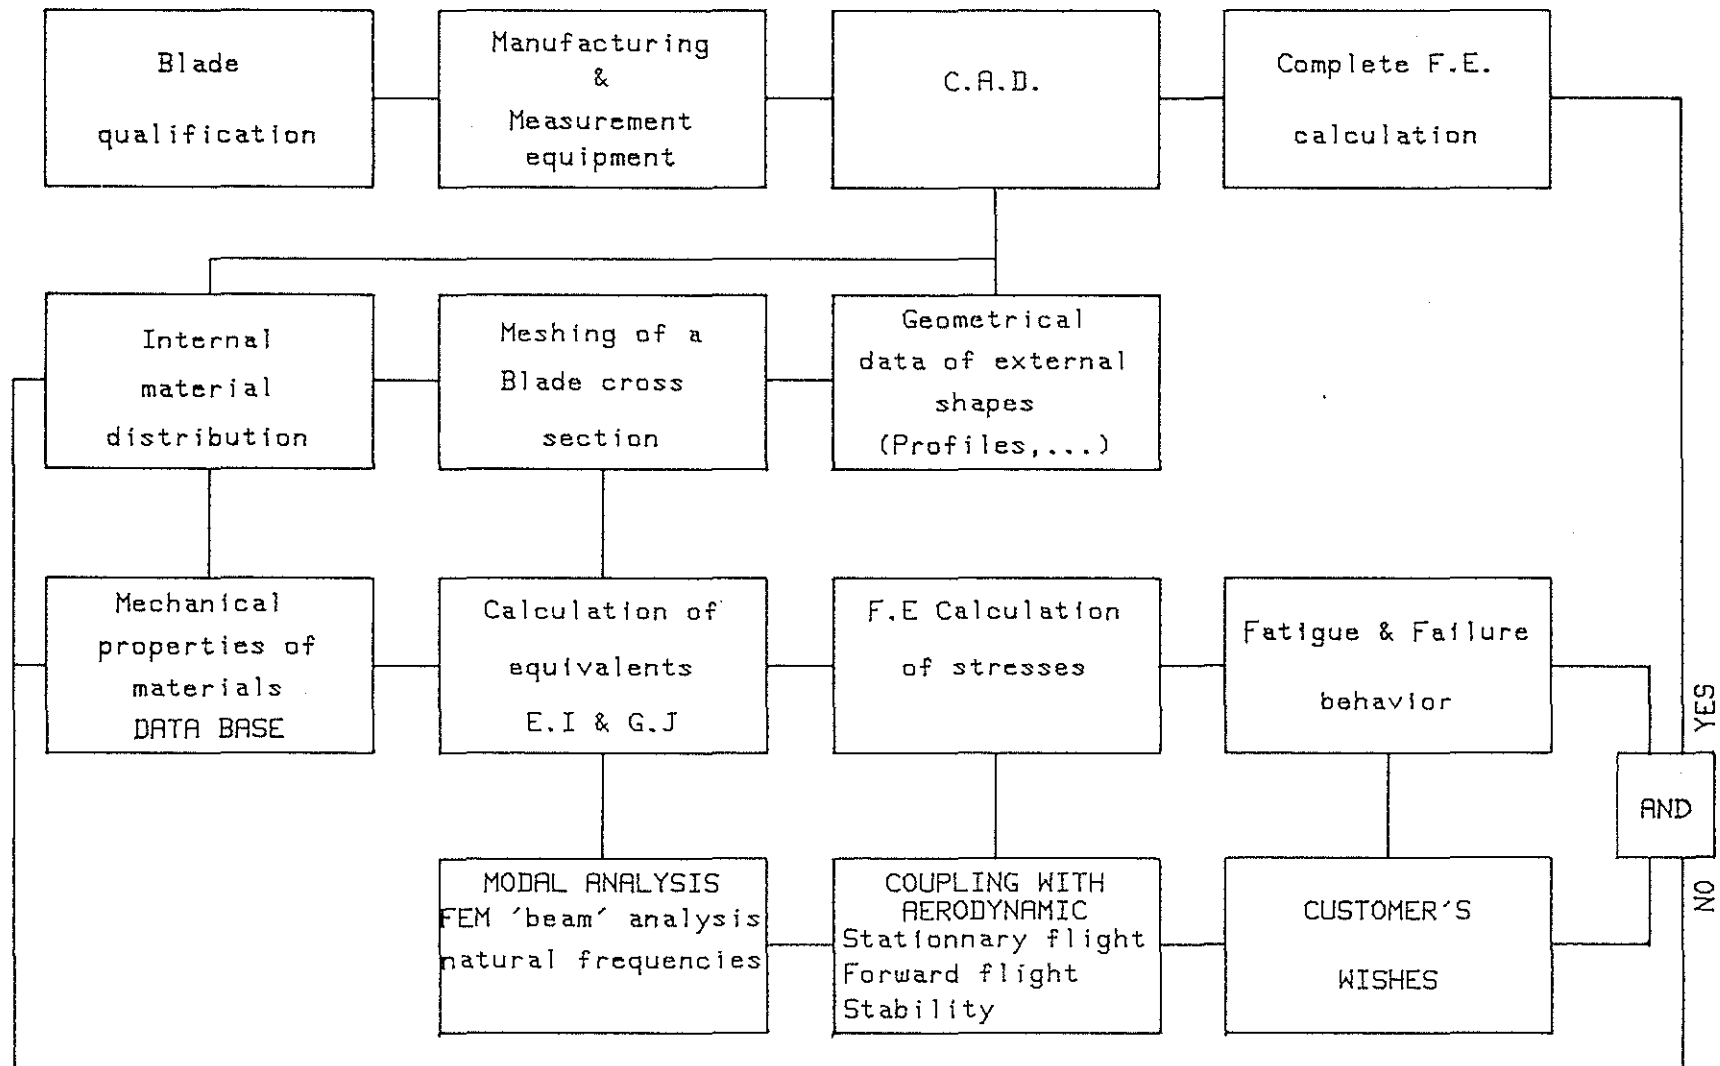 Blade
qualification
Manufacturing
&
Measurement
equipment
C.A.D.
Complete F.E.
calculation
Internal
material
distribution
Meshing of a
Blade cross
section
Geometrical
data of external
shapes
(Profiles,...)
Mechanical
properties of
materials
DATA BASE
Calculation of
equivalents
E.I & G.J
F.E Calculation
of stresses
Fatigue & Failure
behavior
YES
AND
NO
MODAL ANALYSIS
FEM 'beam' analysis
natural frequencies
COUPLING WITH
AERODYNAMIC
Stationnary flight
Forward flight
Stability
CUSTOMER'S
WISHES